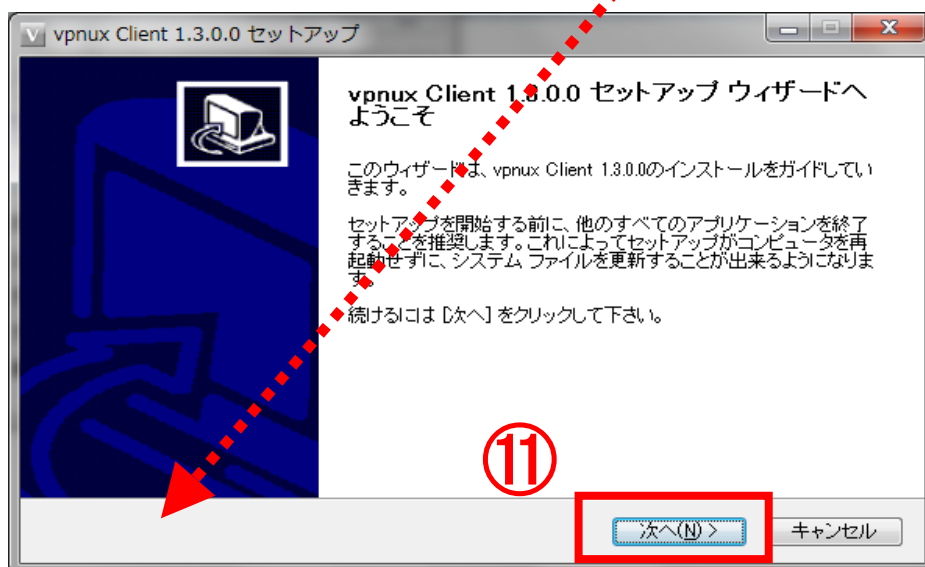 vpnux Client 1.3.0.0 セットアップ
vpnux Client 1.3.0.0 セットアップ ウィザードへ
ようこそ
このウィザードは、vpnux Client 1.3.0.0のインストールをガイドしてい
きます。
セットアップを開始する前に、他のすべてのアプリケーションを終了
することを推奨します。これによってセットアップがコンピュータを再
起動せずに、システム ファイルを更新することが出来るようになりま
す。
続けるには [次へ] をクリックして下さい。
⑪
次へ(N) >
キャンセル